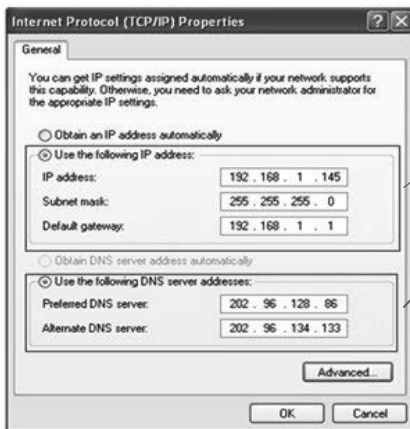 Internet Protocol (TCP/IP) Properties
General
You can get IP settings assigned automatically if your network supports
this capability. Otherwise, you need to ask your network administrator for
the appropriate IP settings.
Obtain an IP address automatically
Use the following IP address:
IP address: 192 . 168 . 1 . 145
Subnet mask: 255 . 255 . 255 . 0
Default gateway: 192 . 168 . 1 . 1
Obtain DNS server address automatically
Use the following DNS server addresses:
Preferred DNS server: 202 . 96 . 128 . 86
Alternate DNS server: 202 . 96 . 134 . 133
Advanced...
OK Cancel